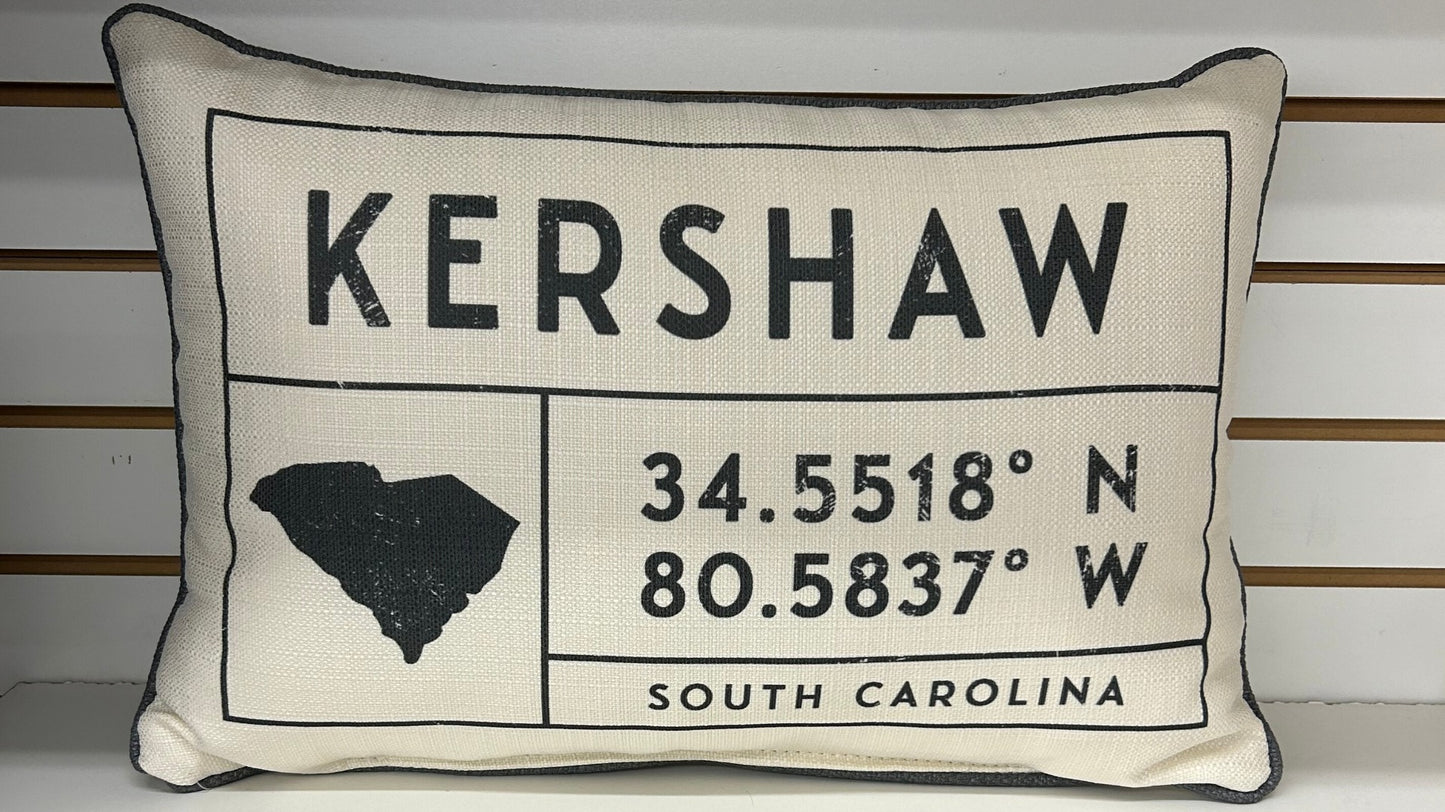 KERSHAW
34.5518° N
80.5837° W
SOUTH CAROLINA